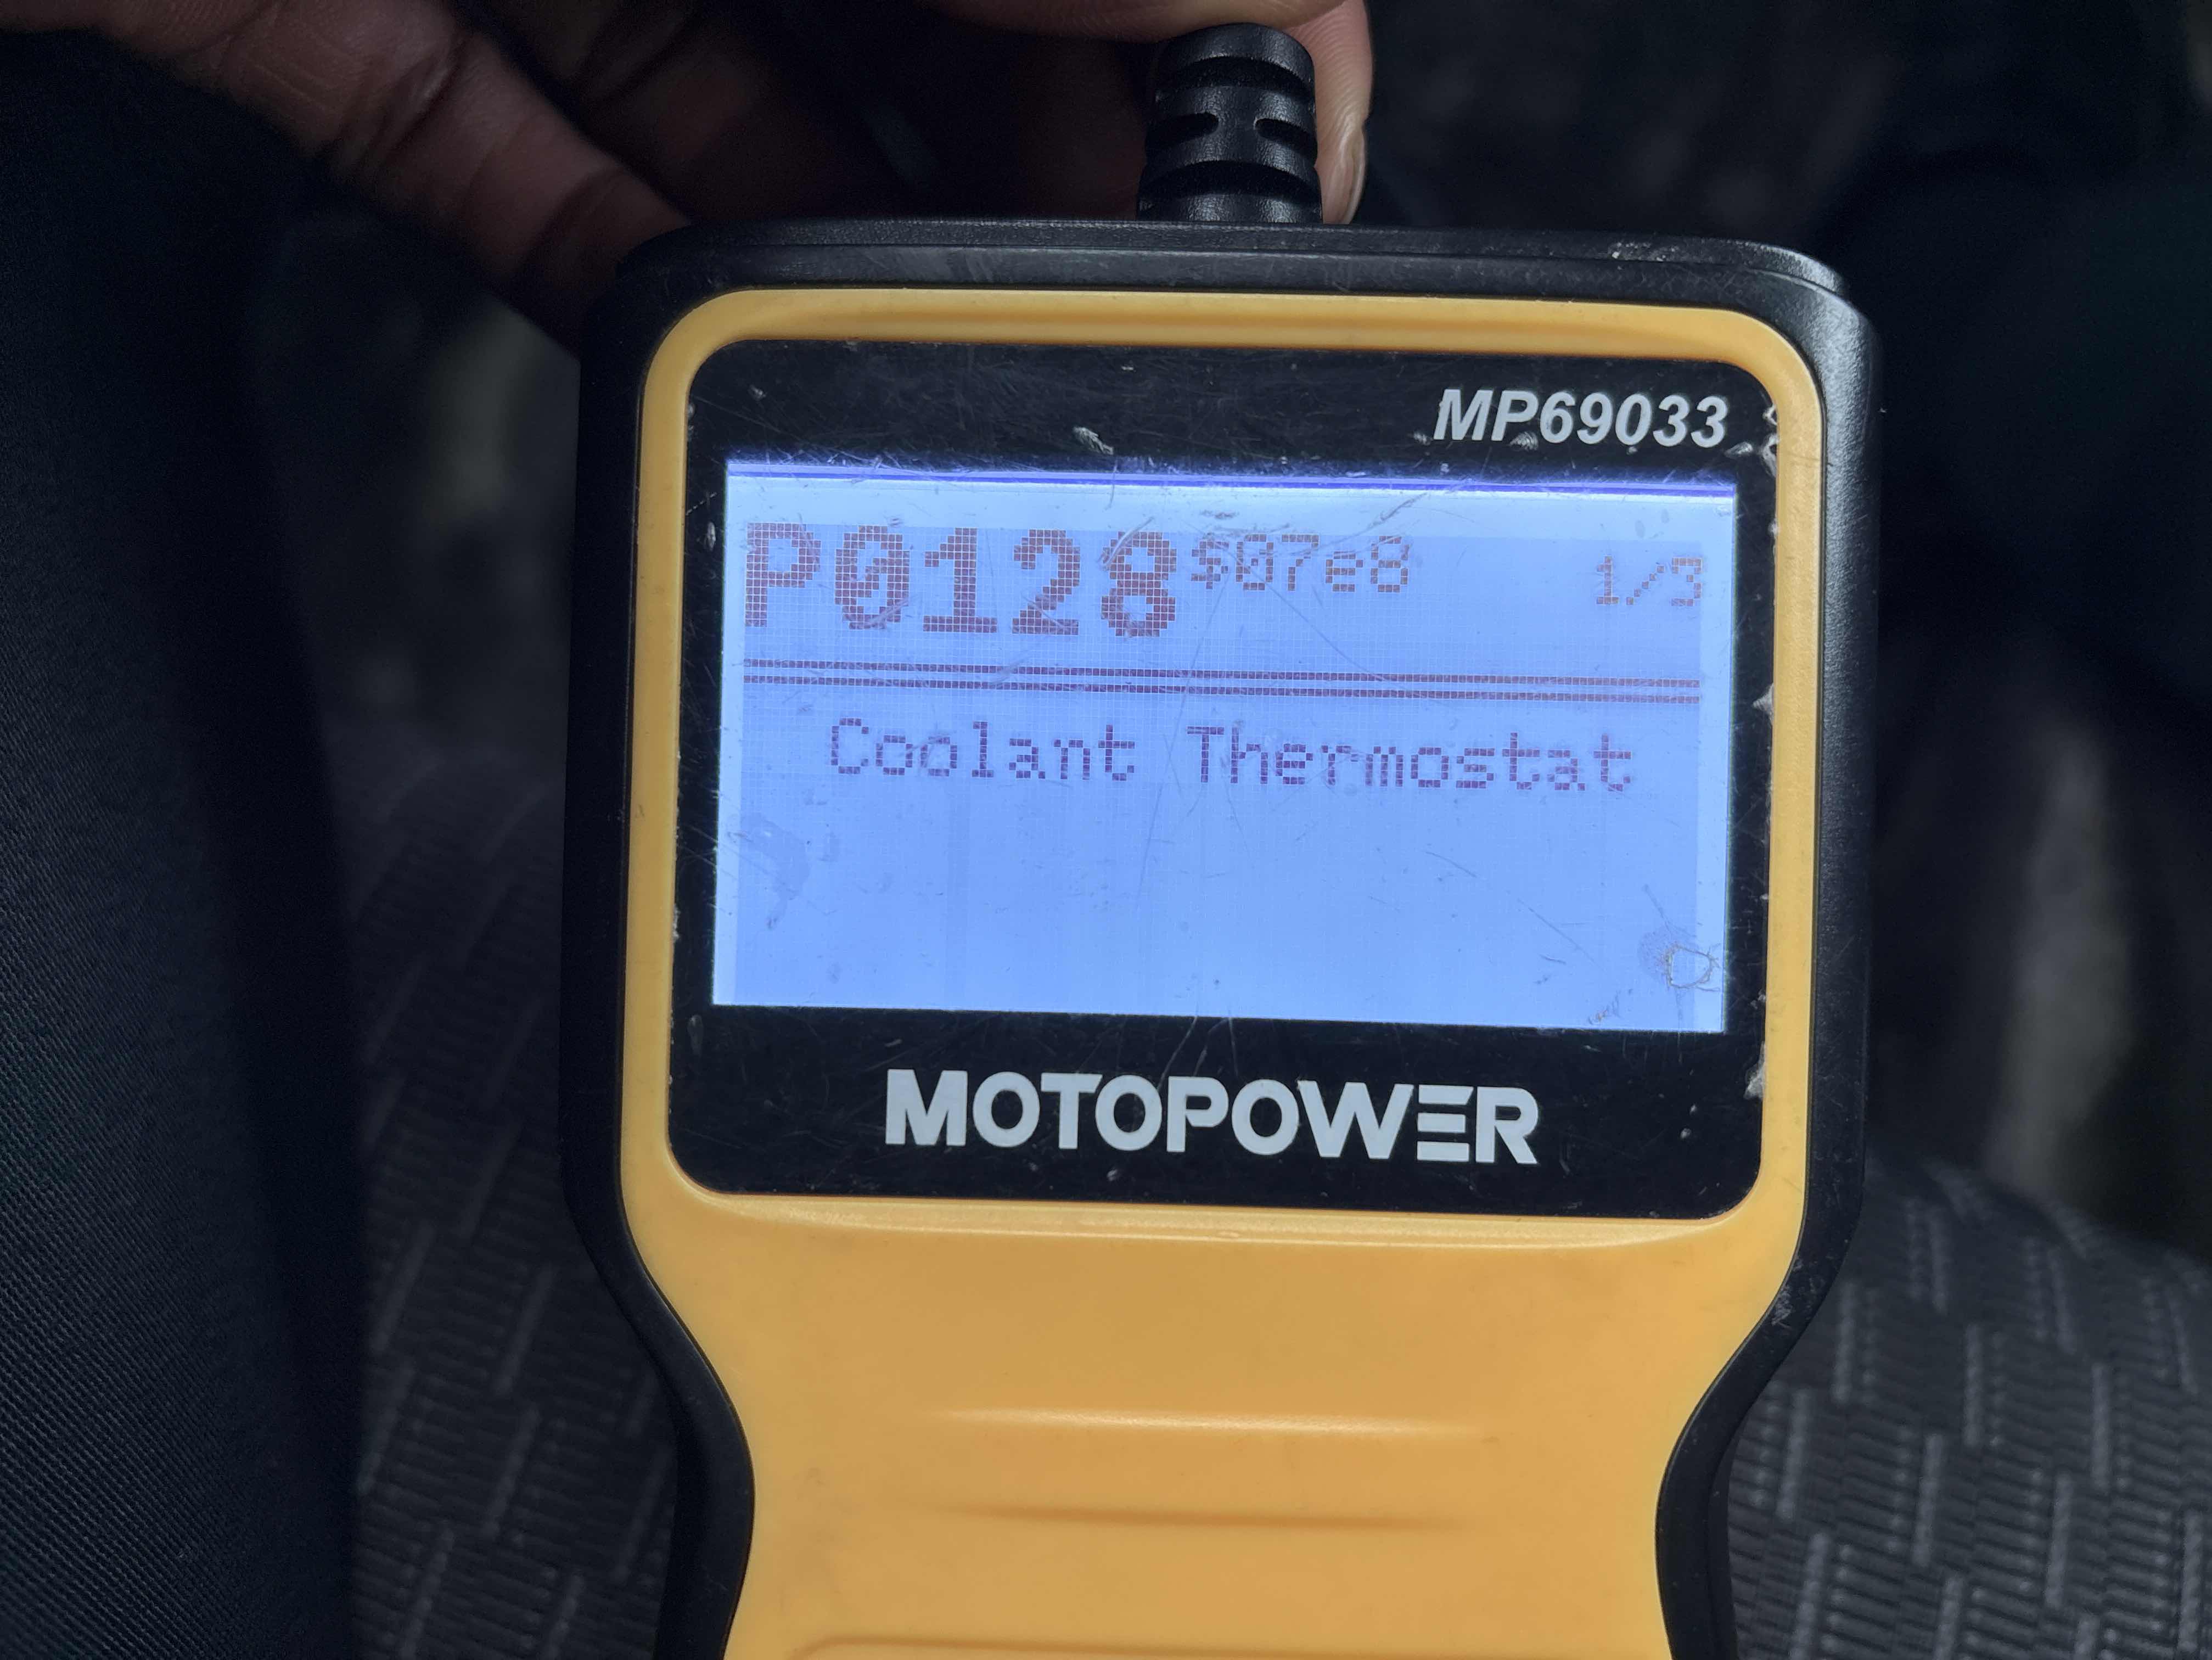 MP69033
P0128 $07e8 1/3
Coolant Thermostat
MOTOPOWER